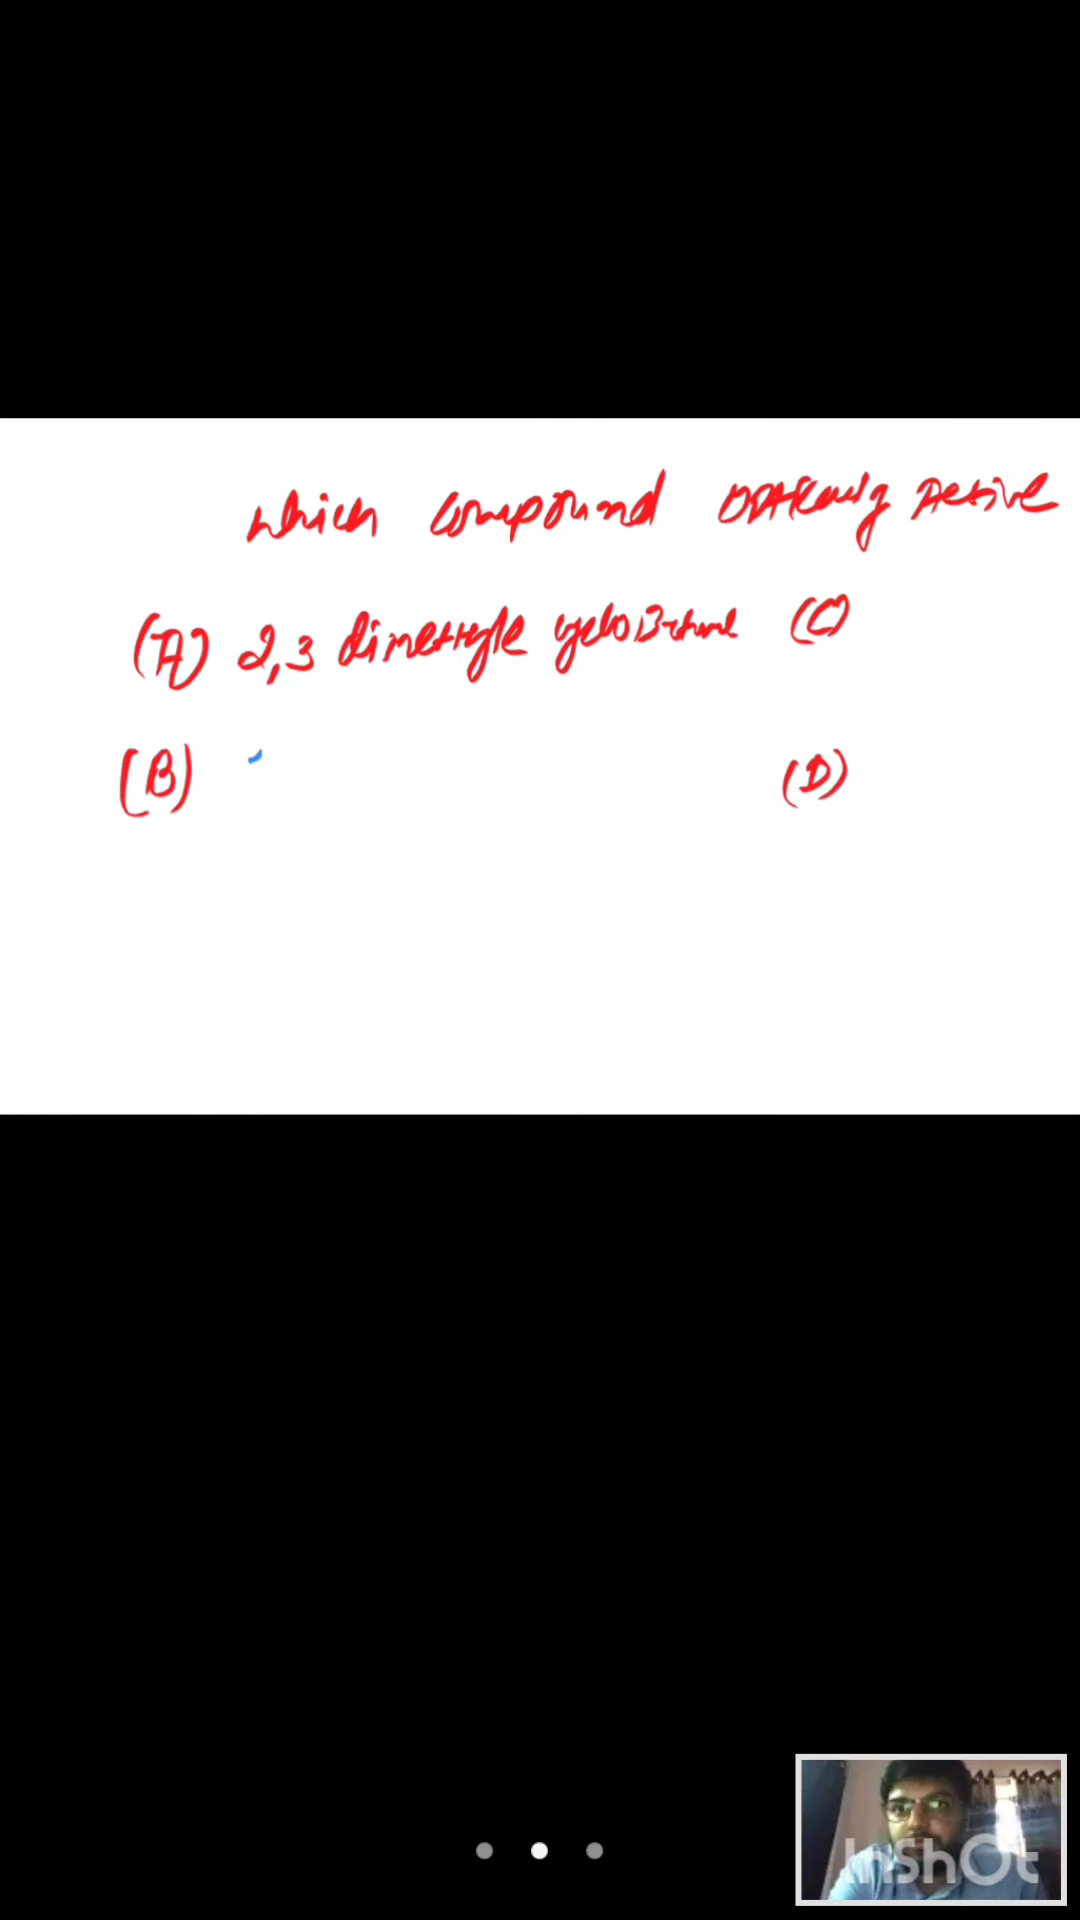 which compound optically Active
(A) 2,3 dimethyle cyclobutane (C)
(B) (D)
InShOt